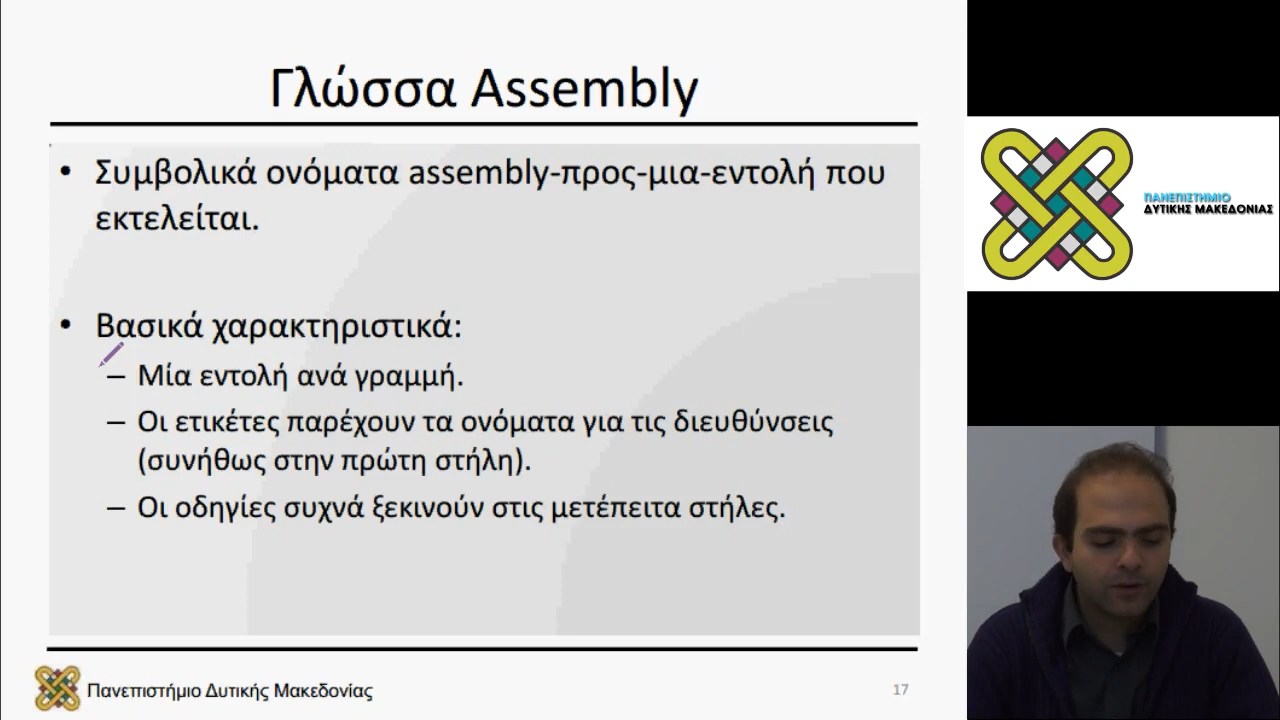 Γλώσσα Assembly
• Συμβολικά ονόματα assembly-προς-μια-εντολή που
εκτελείται.
• Βασικά χαρακτηριστικά:
– Μία εντολή ανά γραμμή.
– Οι ετικέτες παρέχουν τα ονόματα για τις διευθύνσεις
(συνήθως στην πρώτη στήλη).
– Οι οδηγίες συχνά ξεκινούν στις μετέπειτα στήλες.
Πανεπιστήμιο Δυτικής Μακεδονίας
17
ΠΑΝΕΠΙΣΤΗΜΙΟ
ΔΥΤΙΚΗΣ ΜΑΚΕΔΟΝΙΑΣ